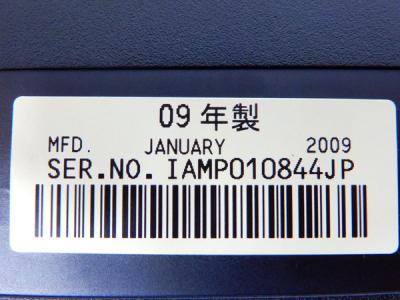 09年製
MFD. JANUARY 2009
SER.NO. IAMP010844JP